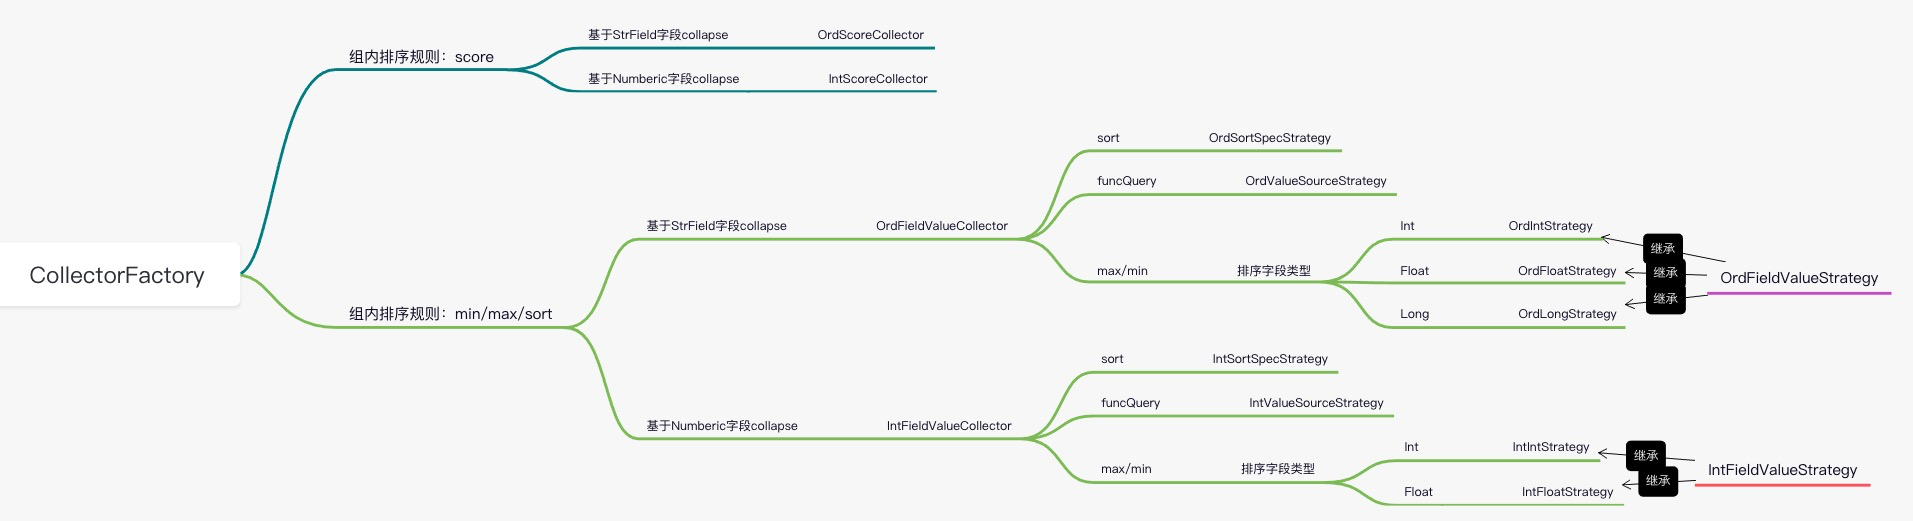 CollectorFactory
组内排序规则：score
基于StrField字段collapse
OrdScoreCollector
基于Numberic字段collapse
IntScoreCollector
组内排序规则：min/max/sort
基于StrField字段collapse
OrdFieldValueCollector
sort
OrdSortSpecStrategy
funcQuery
OrdValueSourceStrategy
max/min
排序字段类型
Int
OrdIntStrategy
Float
OrdFloatStrategy
Long
OrdLongStrategy
继承
继承
继承
OrdFieldValueStrategy
基于Numberic字段collapse
IntFieldValueCollector
sort
IntSortSpecStrategy
funcQuery
IntValueSourceStrategy
max/min
排序字段类型
Int
IntIntStrategy
Float
IntFloatStrategy
继承
继承
IntFieldValueStrategy